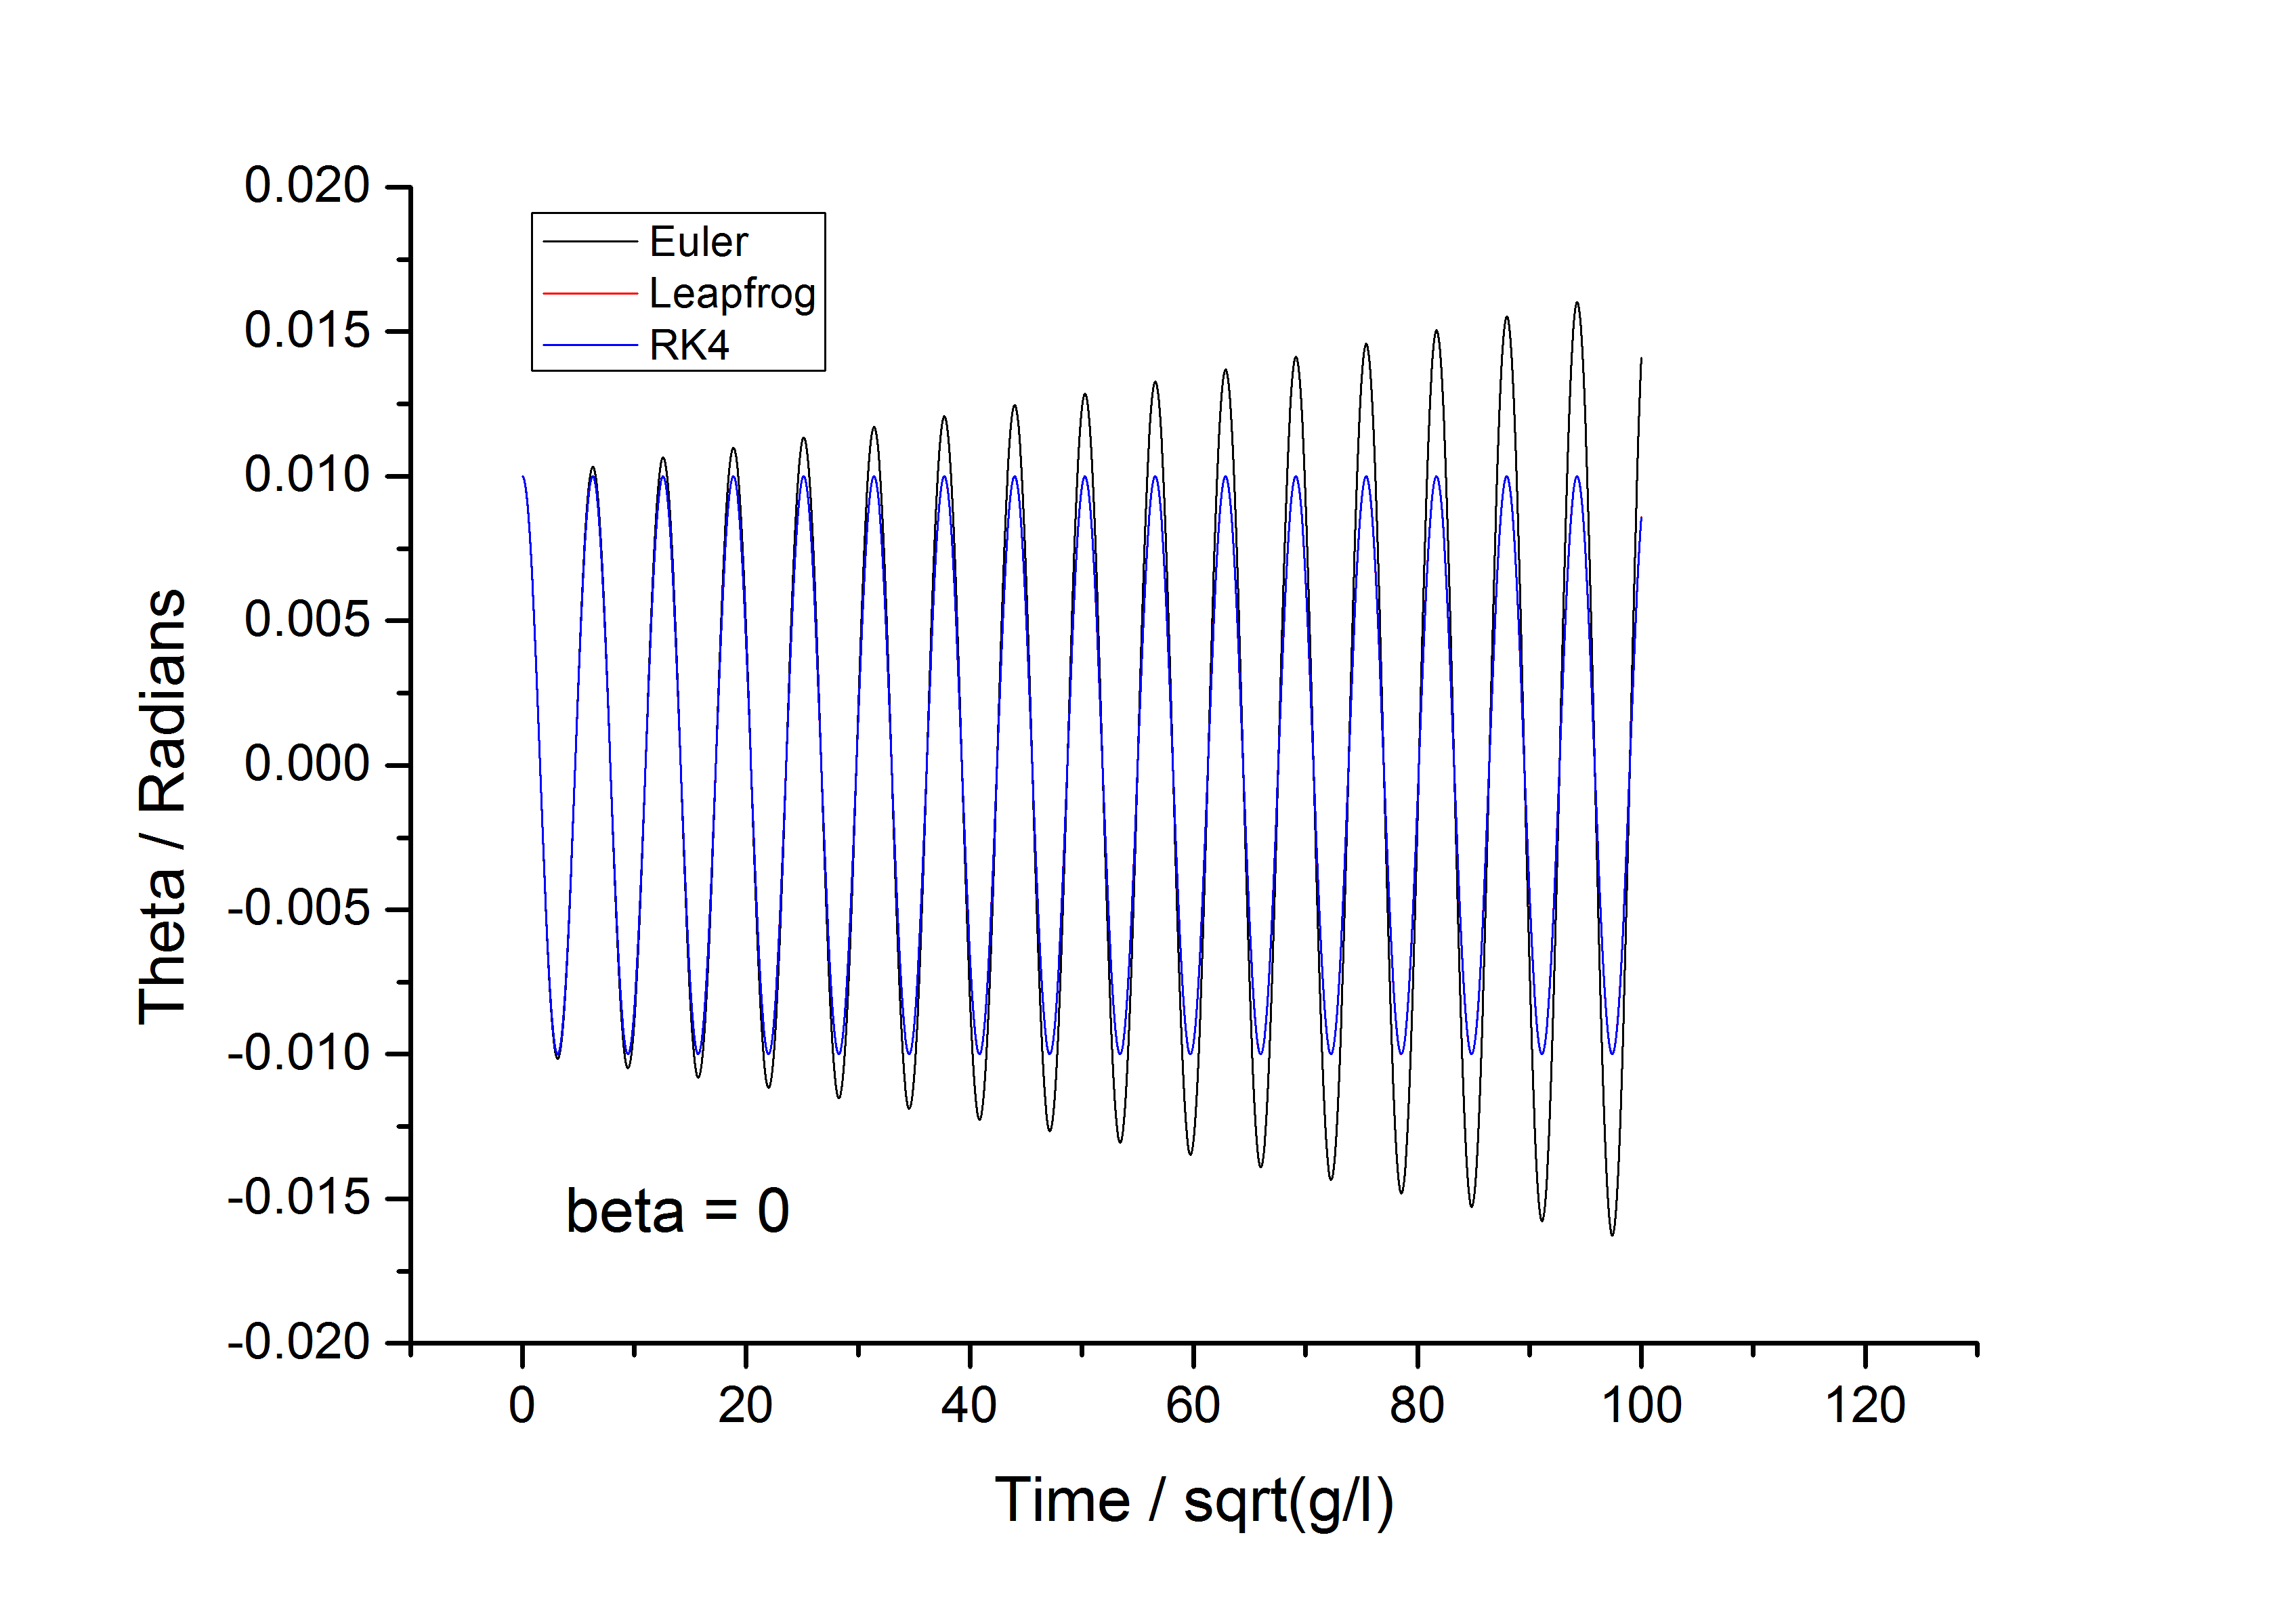 0.020
0.015
0.010
0.005
0.000
-0.005
-0.010
-0.015
-0.020
Theta / Radians
Euler
Leapfrog
RK4
beta = 0
0 20 40 60 80 100 120
Time / sqrt(g/l)